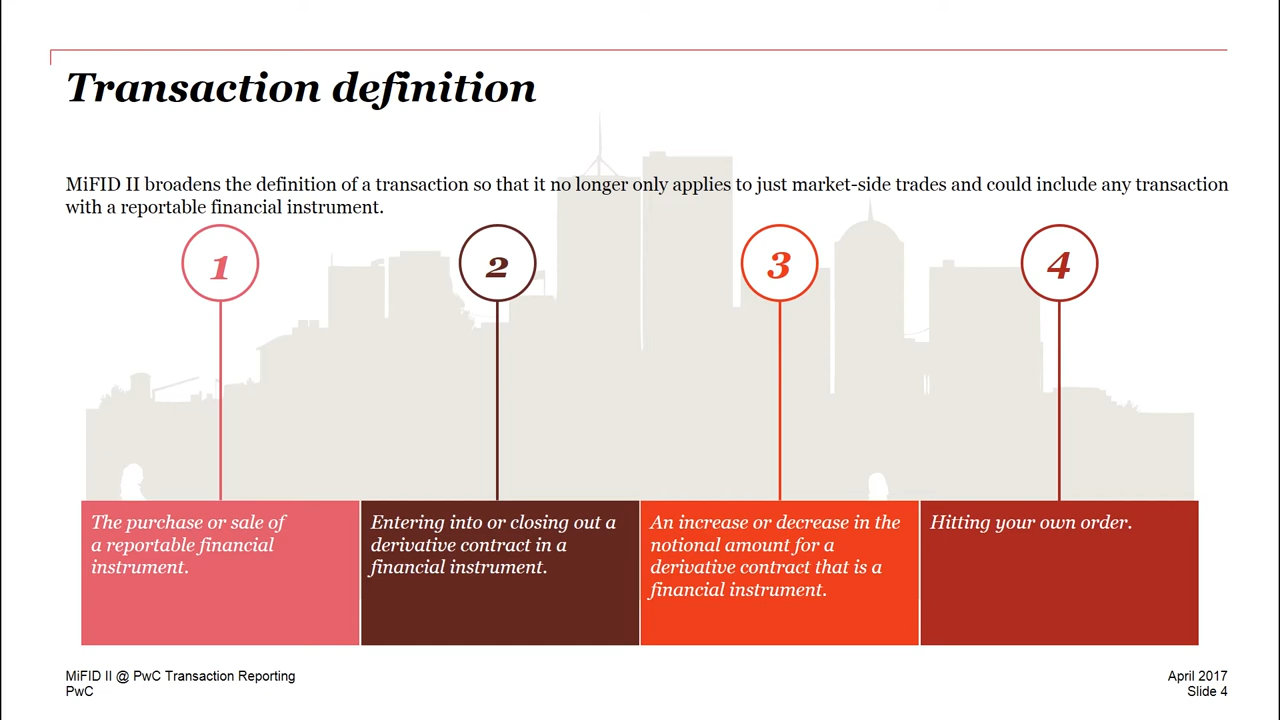 Transaction definition
MiFID II broadens the definition of a transaction so that it no longer only applies to just market-side trades and could include any transaction
with a reportable financial instrument.
1
2
3
4
The purchase or sale of
a reportable financial
instrument.
Entering into or closing out a
derivative contract in a
financial instrument.
An increase or decrease in the
notional amount for a
derivative contract that is a
financial instrument.
Hitting your own order.
MiFID II @ PwC Transaction Reporting
PwC
April 2017
Slide 4